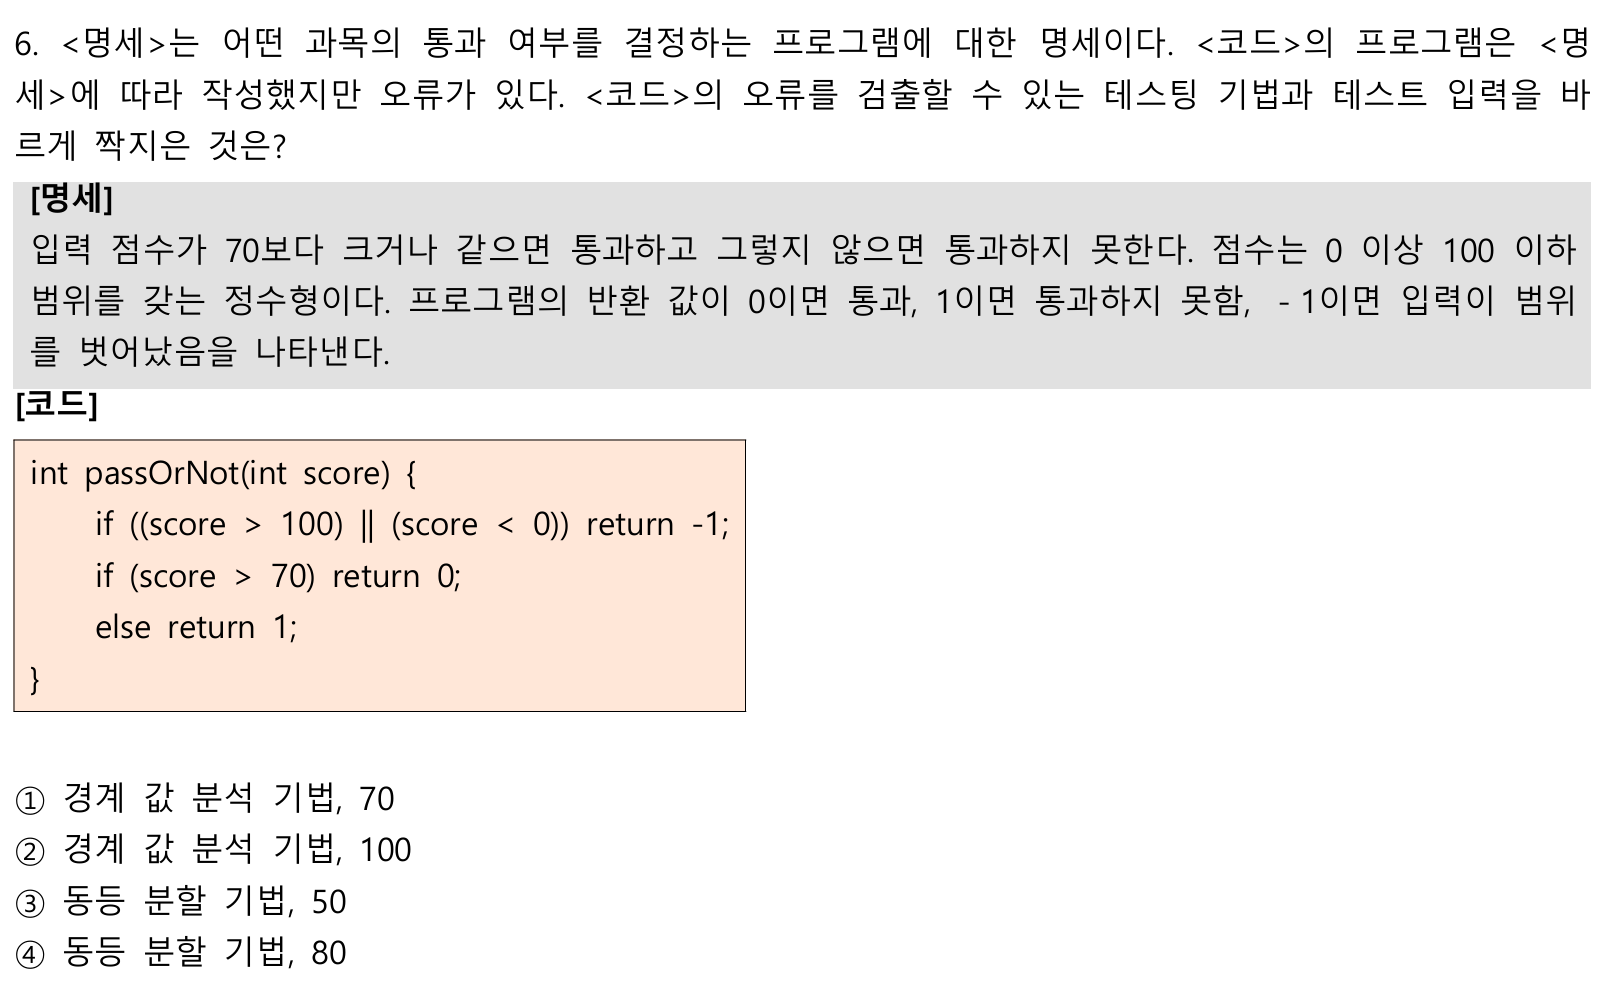 6. <명세>는 어떤 과목의 통과 여부를 결정하는 프로그램에 대한 명세이다. <코드>의 프로그램은 <명
세>에 따라 작성했지만 오류가 있다. <코드>의 오류를 검출할 수 있는 테스팅 기법과 테스트 입력을 바
르게 짝지은 것은?
[명세]
입력 점수가 70보다 크거나 같으면 통과하고 그렇지 않으면 통과하지 못한다. 점수는 0 이상 100 이하
범위를 갖는 정수형이다. 프로그램의 반환 값이 0이면 통과, 1이면 통과하지 못함, - 1이면 입력이 범위
를 벗어났음을 나타낸다.
[코드]
int passOrNot(int score) {
if ((score > 100) || (score < 0)) return -1;
if (score > 70) return 0;
else return 1;
}
① 경계 값 분석 기법, 70
② 경계 값 분석 기법, 100
③ 동등 분할 기법, 50
④ 동등 분할 기법, 80